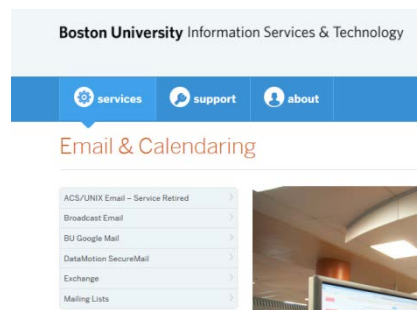 Boston University Information Services & Technology
services support about
Email & Calendaring
ACS/UNIX Email – Service Retired
Broadcast Email
BU Google Mail
DataMotion SecureMail
Exchange
Mailing Lists